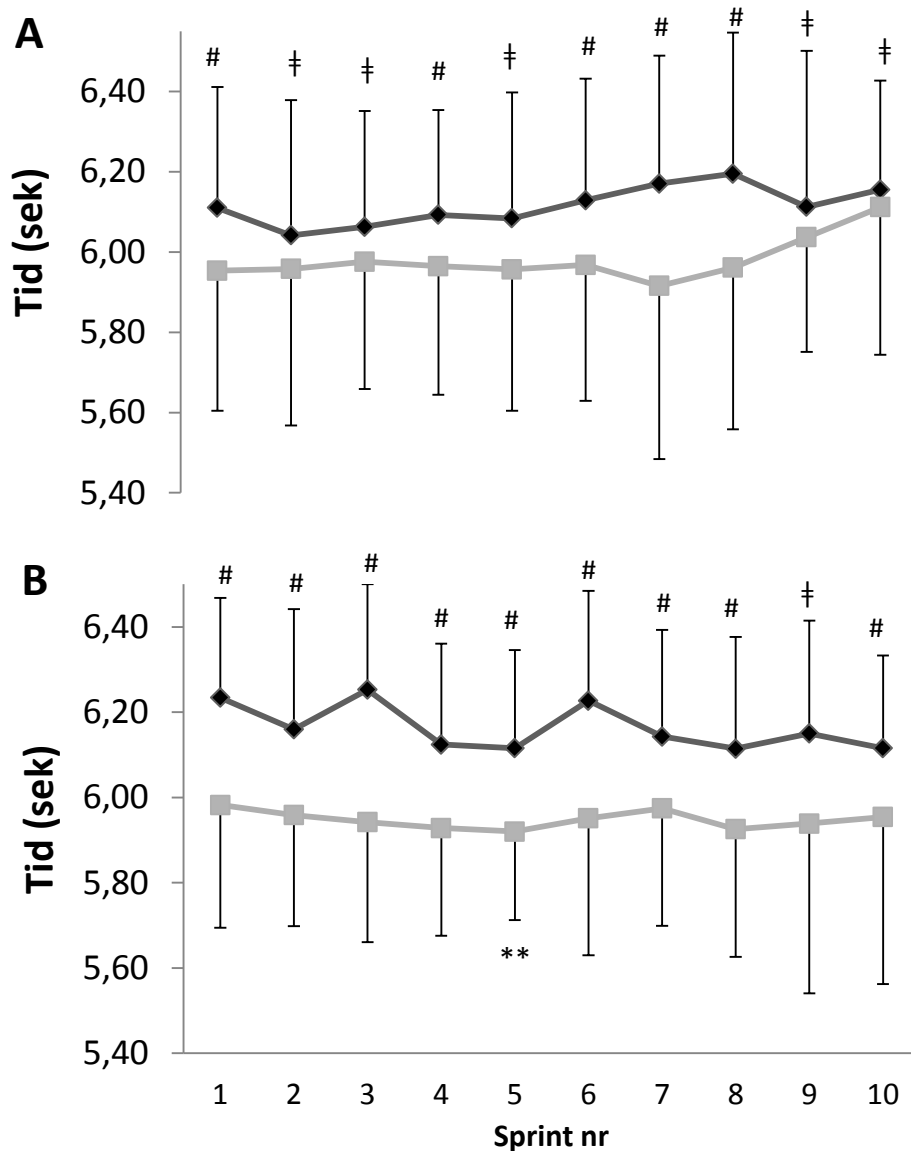 A
# ‡ ‡ # ‡ # # # ‡ ‡
6,40
6,20
6,00
5,80
5,60
5,40
Tid (sek)
B
# # # # # # # # ‡ #
6,40
6,20
6,00
5,80
5,60
5,40
Tid (sek)
**
1 2 3 4 5 6 7 8 9 10
Sprint nr